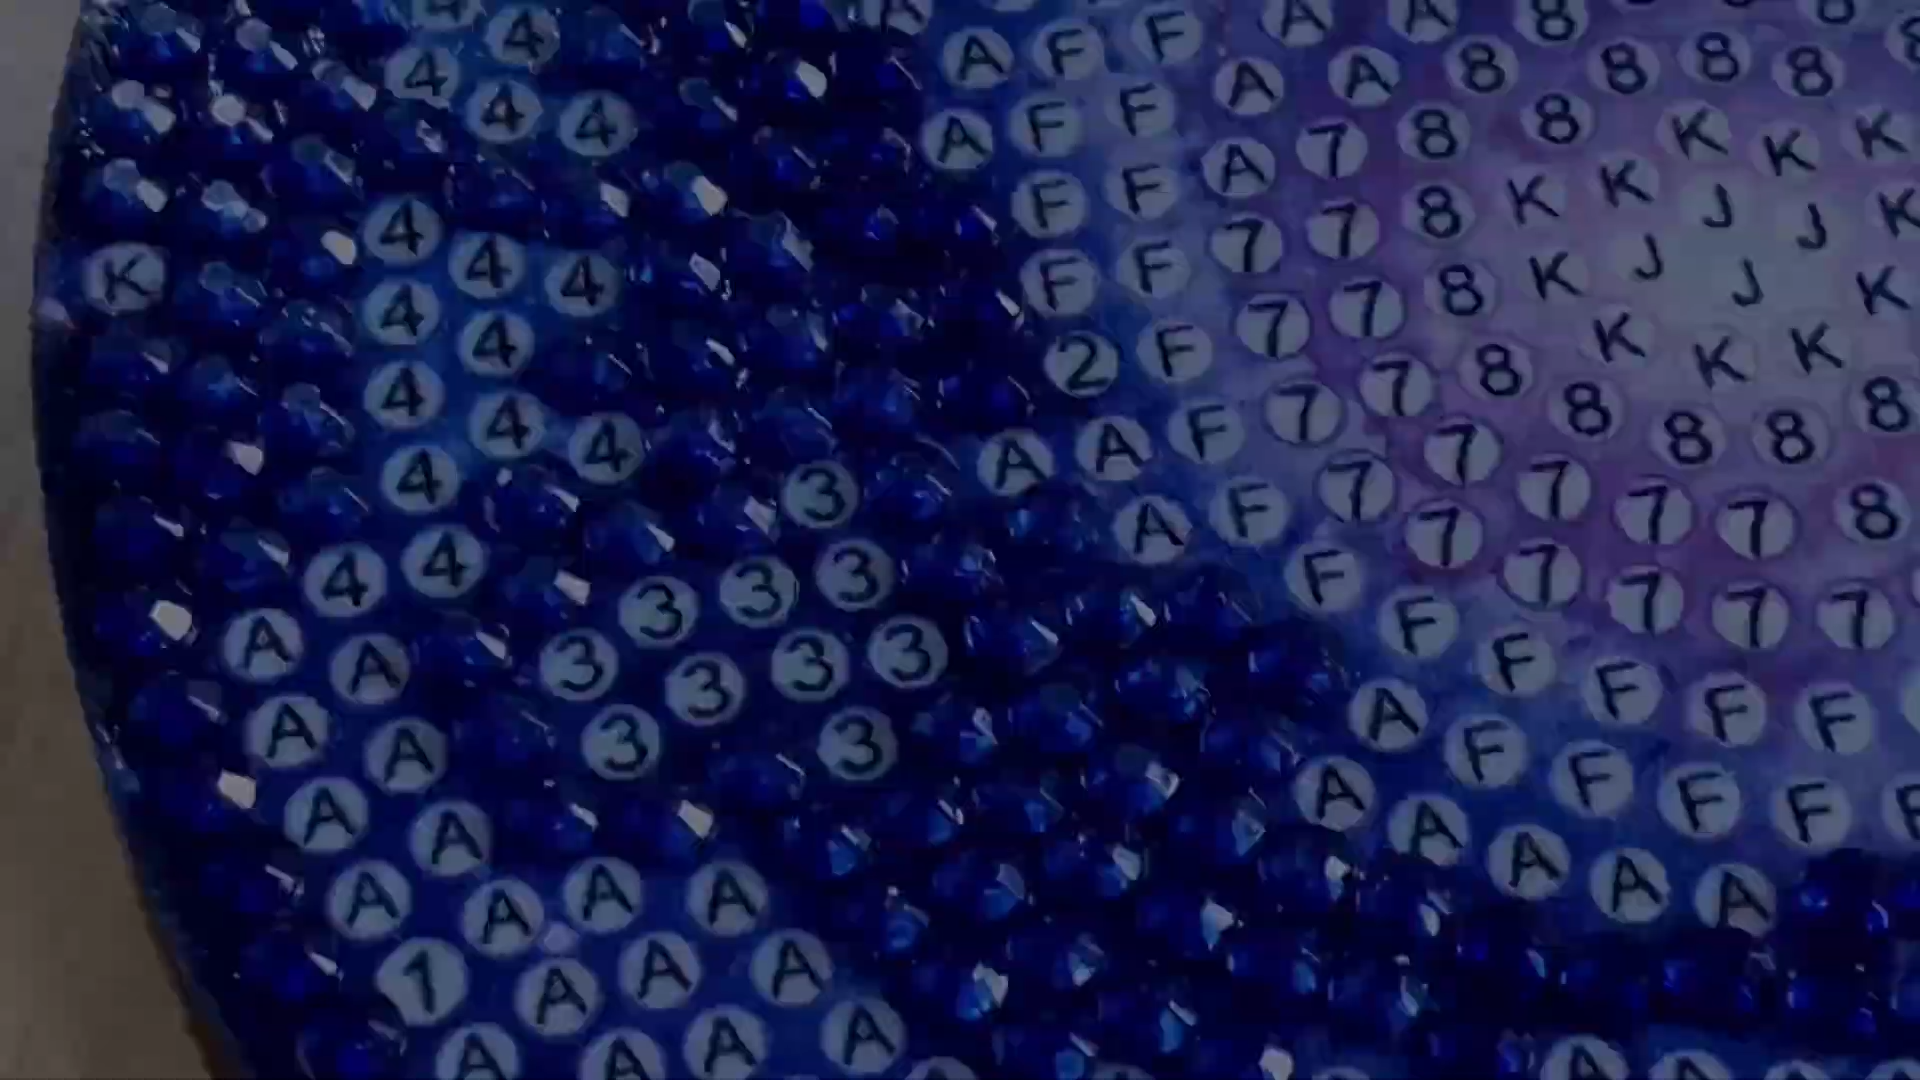 4 A A A 8 8
4 A F F 8 8 8 8
4 4 4 A F F A A 8 8 K K K
4 F F A 7 8 K K J J K
K 4 4 F F 7 7 8 K J J K
4 4 2 F 7 7 8 K K K
4 4 4 A A F 7 7 8 8 8 8 8
4 3 A F 7 7 7 7 7 8
4 4 3 3 3 F 7 7 7 7 7
A A 3 3 3 3 F F F F F
A A 3 3 A F F F F F
A A A A A A A
A A A A
1 A A A
A A A A A A